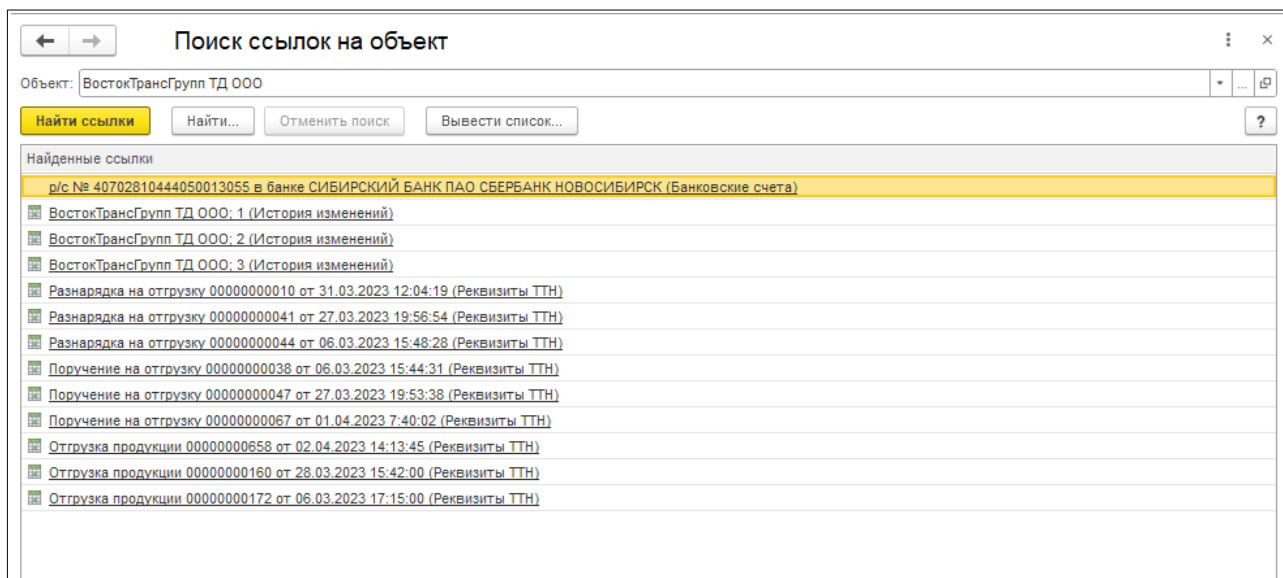 Поиск ссылок на объект
Объект: ВостокТрансГрупп ТД ООО
Найти ссылки Найти... Отменить поиск Вывести список... ?
Найденные ссылки
р/с № 40702810444050013055 в банке СИБИРСКИЙ БАНК ПАО СБЕРБАНК НОВОСИБИРСК (Банковские счета)
ВостокТрансГрупп ТД ООО; 1 (История изменений)
ВостокТрансГрупп ТД ООО; 2 (История изменений)
ВостокТрансГрупп ТД ООО; 3 (История изменений)
Разнарядка на отгрузку 00000000010 от 31.03.2023 12:04:19 (Реквизиты ТТН)
Разнарядка на отгрузку 00000000041 от 27.03.2023 19:56:54 (Реквизиты ТТН)
Разнарядка на отгрузку 00000000044 от 06.03.2023 15:48:28 (Реквизиты ТТН)
Поручение на отгрузку 00000000038 от 06.03.2023 15:44:31 (Реквизиты ТТН)
Поручение на отгрузку 00000000047 от 27.03.2023 19:53:38 (Реквизиты ТТН)
Поручение на отгрузку 00000000067 от 01.04.2023 7:40:02 (Реквизиты ТТН)
Отгрузка продукции 00000000658 от 02.04.2023 14:13:45 (Реквизиты ТТН)
Отгрузка продукции 00000000160 от 28.03.2023 15:42:00 (Реквизиты ТТН)
Отгрузка продукции 00000000172 от 06.03.2023 17:15:00 (Реквизиты ТТН)